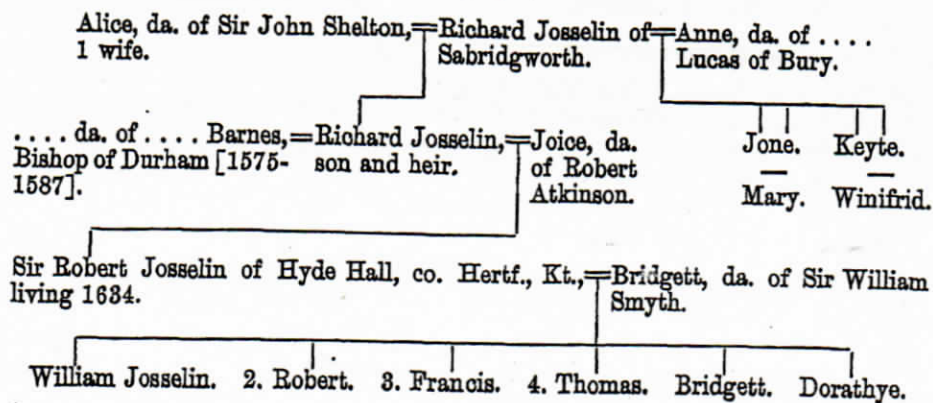 Alice, da. of Sir John Shelton,=Richard Josselin of=Anne, da. of . . . .
1 wife. Sabridgworth. Lucas of Bury.
. . . . da. of . . . . Barnes,=Richard Josselin,=Joice, da. Jone. Keyte.
Bishop of Durham [1575- son and heir. of Robert — —
1587]. Atkinson. Mary. Winifrid.
Sir Robert Josselin of Hyde Hall, co. Hertf., Kt.,=Bridgett, da. of Sir William
living 1634. Smyth.
William Josselin. 2. Robert. 3. Francis. 4. Thomas. Bridgett. Dorathye.